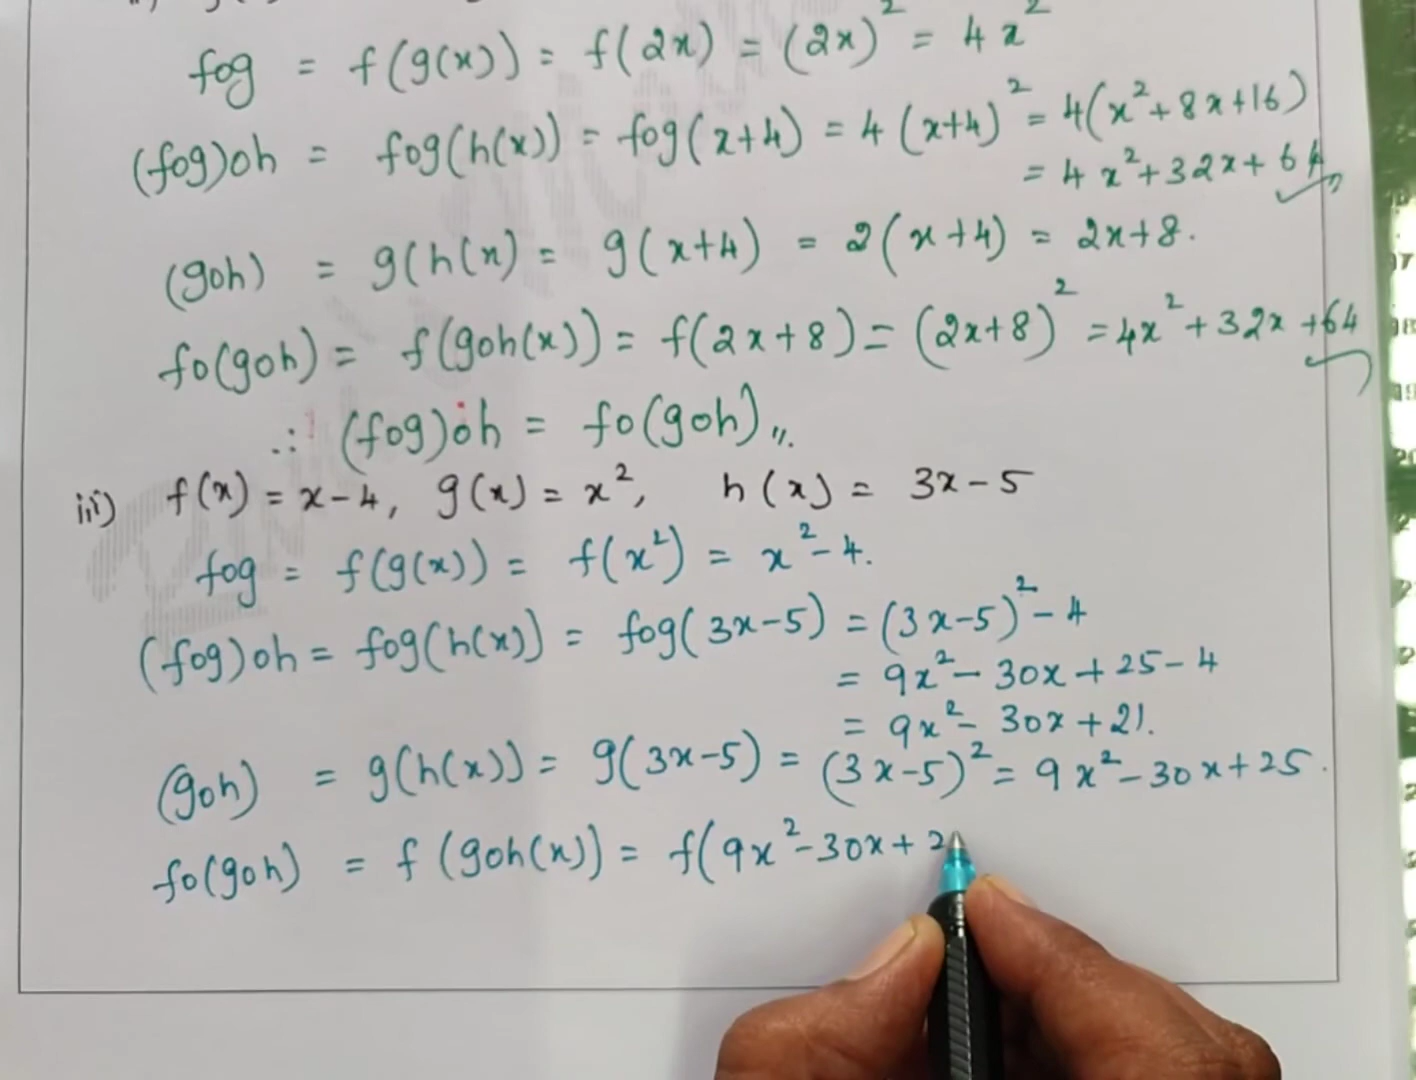 fog = f(g(x)) = f(2x) = (2x)² = 4x²
(fog)oh = fog(h(x)) = fog(x+4) = 4(x+4)² = 4(x²+8x+16)
= 4x²+32x+64
(goh) = g(h(x) = g(x+4) = 2(x+4) = 2x+8.
fo(goh) = f(goh(x)) = f(2x+8) = (2x+8)² = 4x²+32x+64
∴ (fog)oh = fo(goh)
iii) f(x) = x-4, g(x) = x², h(x) = 3x-5
fog = f(g(x)) = f(x²) = x²-4.
(fog)oh = fog(h(x)) = fog(3x-5) = (3x-5)²-4
= 9x²-30x+25-4
= 9x²-30x+21.
(goh) = g(h(x)) = g(3x-5) = (3x-5)² = 9x²-30x+25.
fo(goh) = f(goh(x)) = f(9x²-30x+2